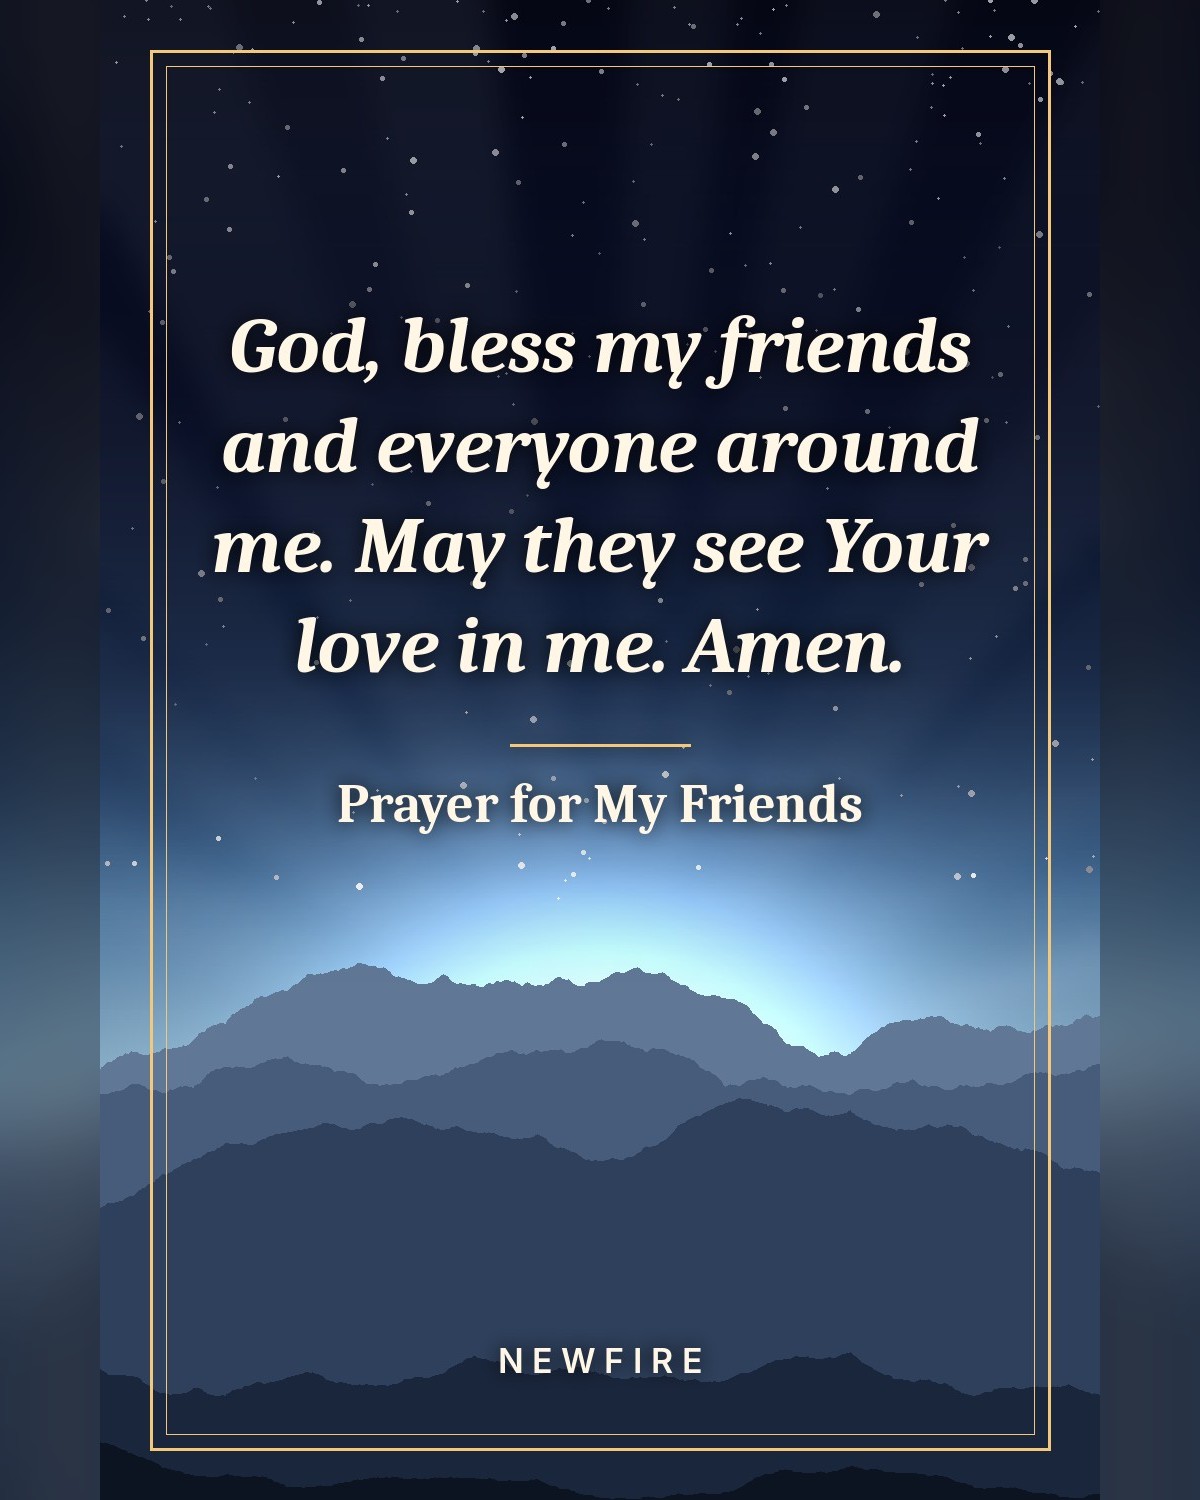 God, bless my friends
and everyone around
me. May they see Your
love in me. Amen.
Prayer for My Friends
NEWFIRE